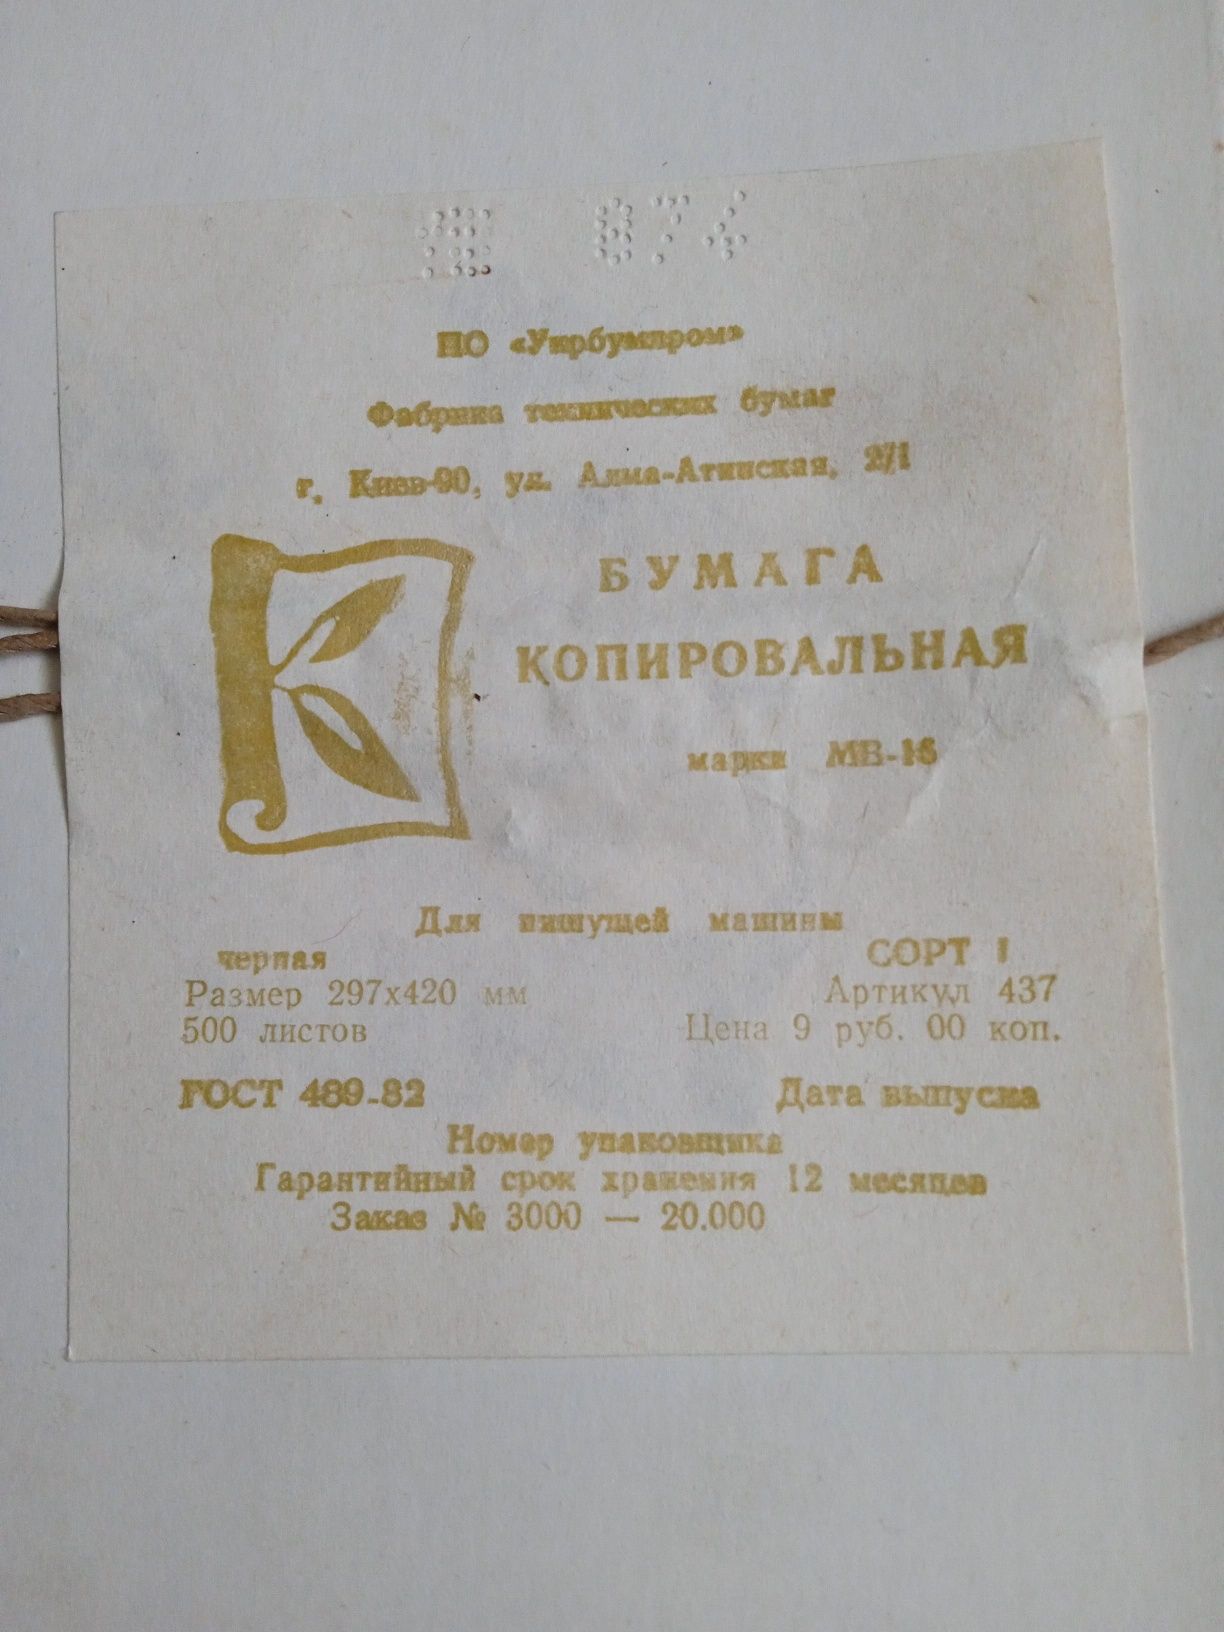 074
ПО «Укрбумпром»
Фабрика технических бумаг
г. Киев-90, ул. Алма-Атинская, 2/1
БУМАГА
КОПИРОВАЛЬНАЯ
марки МВ-16
Для пишущей машины
черная
СОРТ 1
Размер 297х420 мм
Артикул 437
500 листов
Цена 9 руб. 00 коп.
ГОСТ 489-82
Дата выпуска
Номер упаковщика
Гарантийный срок хранения 12 месяцев
Заказ № 3000 — 20.000